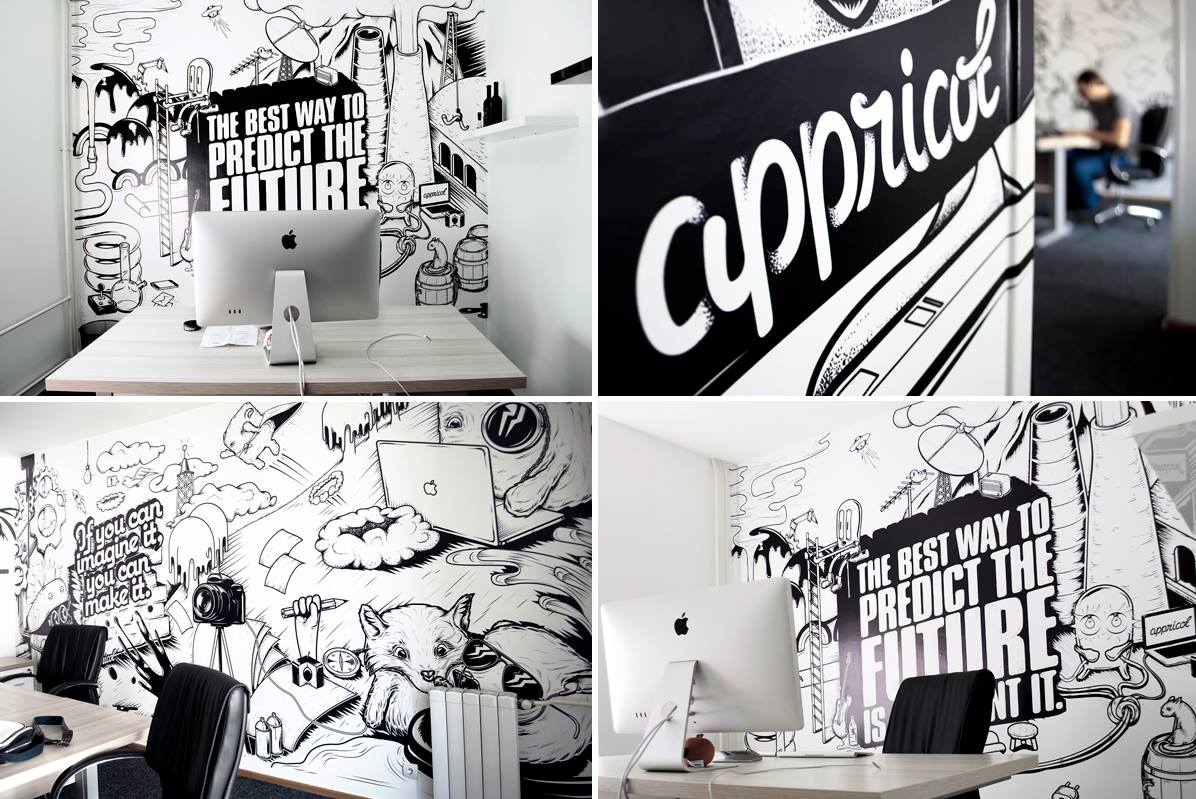 THE BEST WAY TO
PREDICT THE
FUTURE
appricot
appricot
If you can
imagine it,
you can
make it.
THE BEST WAY TO
PREDICT THE
FUTURE
IS NT IT.
appricot